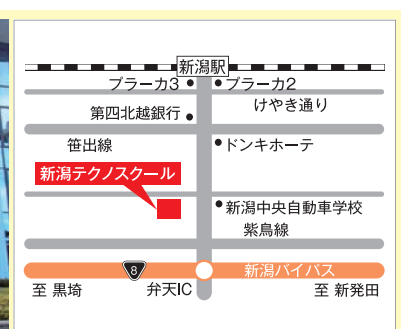 新潟駅
プラーカ3
プラーカ2
けやき通り
第四北越銀行
笹出線
ドンキホーテ
新潟テクノスクール
新潟中央自動車学校
紫鳥線
8
新潟バイパス
至 黒埼
弁天IC
至 新発田